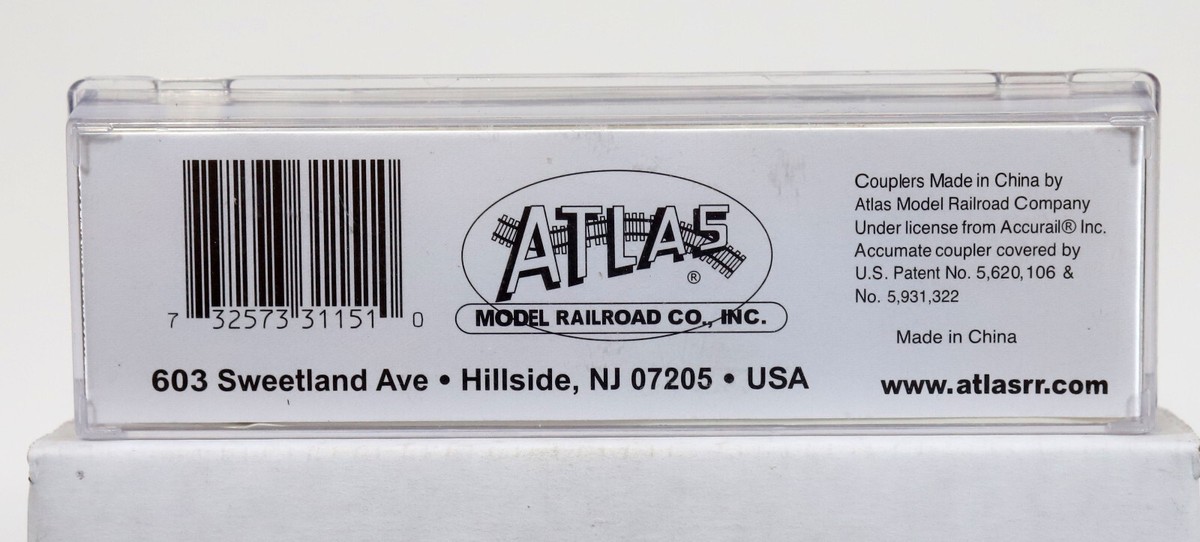 7 32573 31151 0
ATLAS
®
MODEL RAILROAD CO., INC.
603 Sweetland Ave • Hillside, NJ 07205 • USA
Couplers Made in China by
Atlas Model Railroad Company
Under license from Accurail® Inc.
Accumate coupler covered by
U.S. Patent No. 5,620,106 &
No. 5,931,322
Made in China
www.atlasrr.com